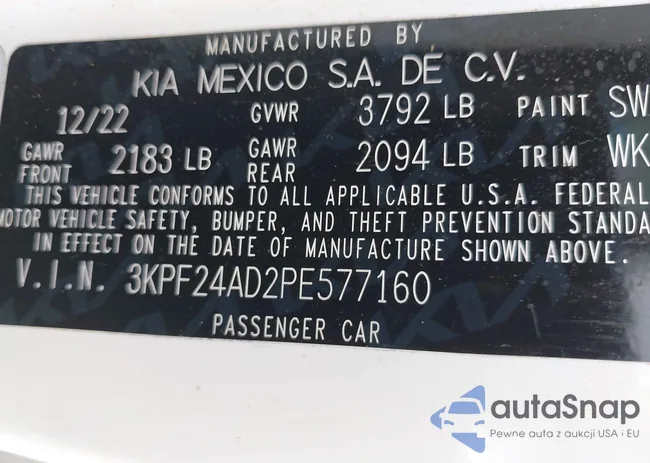 MANUFACTURED BY
KIA MEXICO S.A. DE C.V.
12/22 GVWR 3792 LB PAINT SW
GAWR FRONT 2183 LB GAWR REAR 2094 LB TRIM WK
THIS VEHICLE CONFORMS TO ALL APPLICABLE U.S.A. FEDERAL
MOTOR VEHICLE SAFETY, BUMPER, AND THEFT PREVENTION STANDA
IN EFFECT ON THE DATE OF MANUFACTURE SHOWN ABOVE.
V.I.N. 3KPF24AD2PE577160
PASSENGER CAR
autaSnap
Pewne auta z aukcji USA i EU